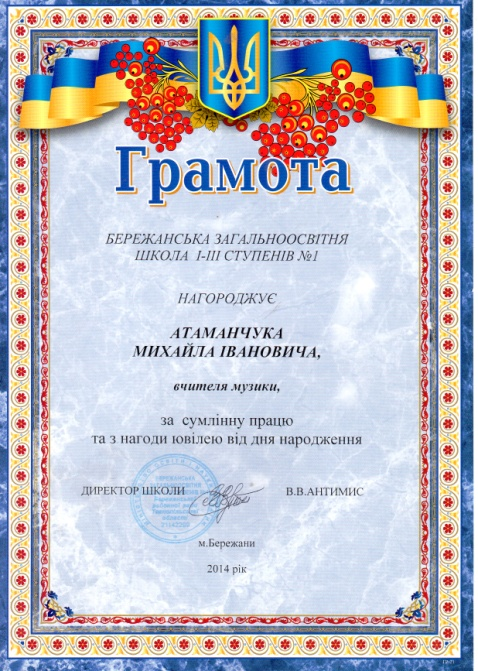 Грамота
БЕРЕЖАНСЬКА ЗАГАЛЬНООСВІТНЯ
ШКОЛА І-ІІІ СТУПЕНІВ №1
НАГОРОДЖУЄ
АТАМАНЧУКА
МИХАЙЛА ІВАНОВИЧА,
вчителя музики,
за сумлінну працю
та з нагоди ювілею від дня народження
ДИРЕКТОР ШКОЛИ В.В.АНТИМИС
м.Бережани
2014 рік